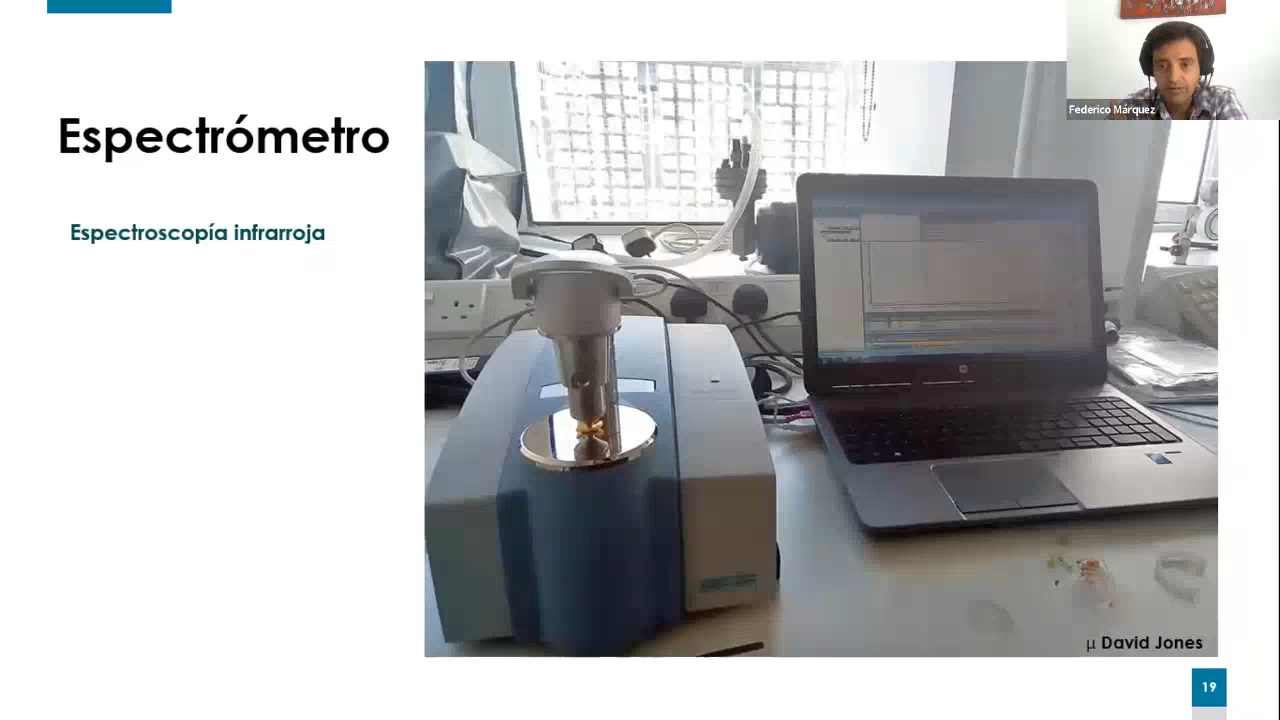 Federico Márquez
Espectrómetro
Espectroscopía infrarroja
μ David Jones
19